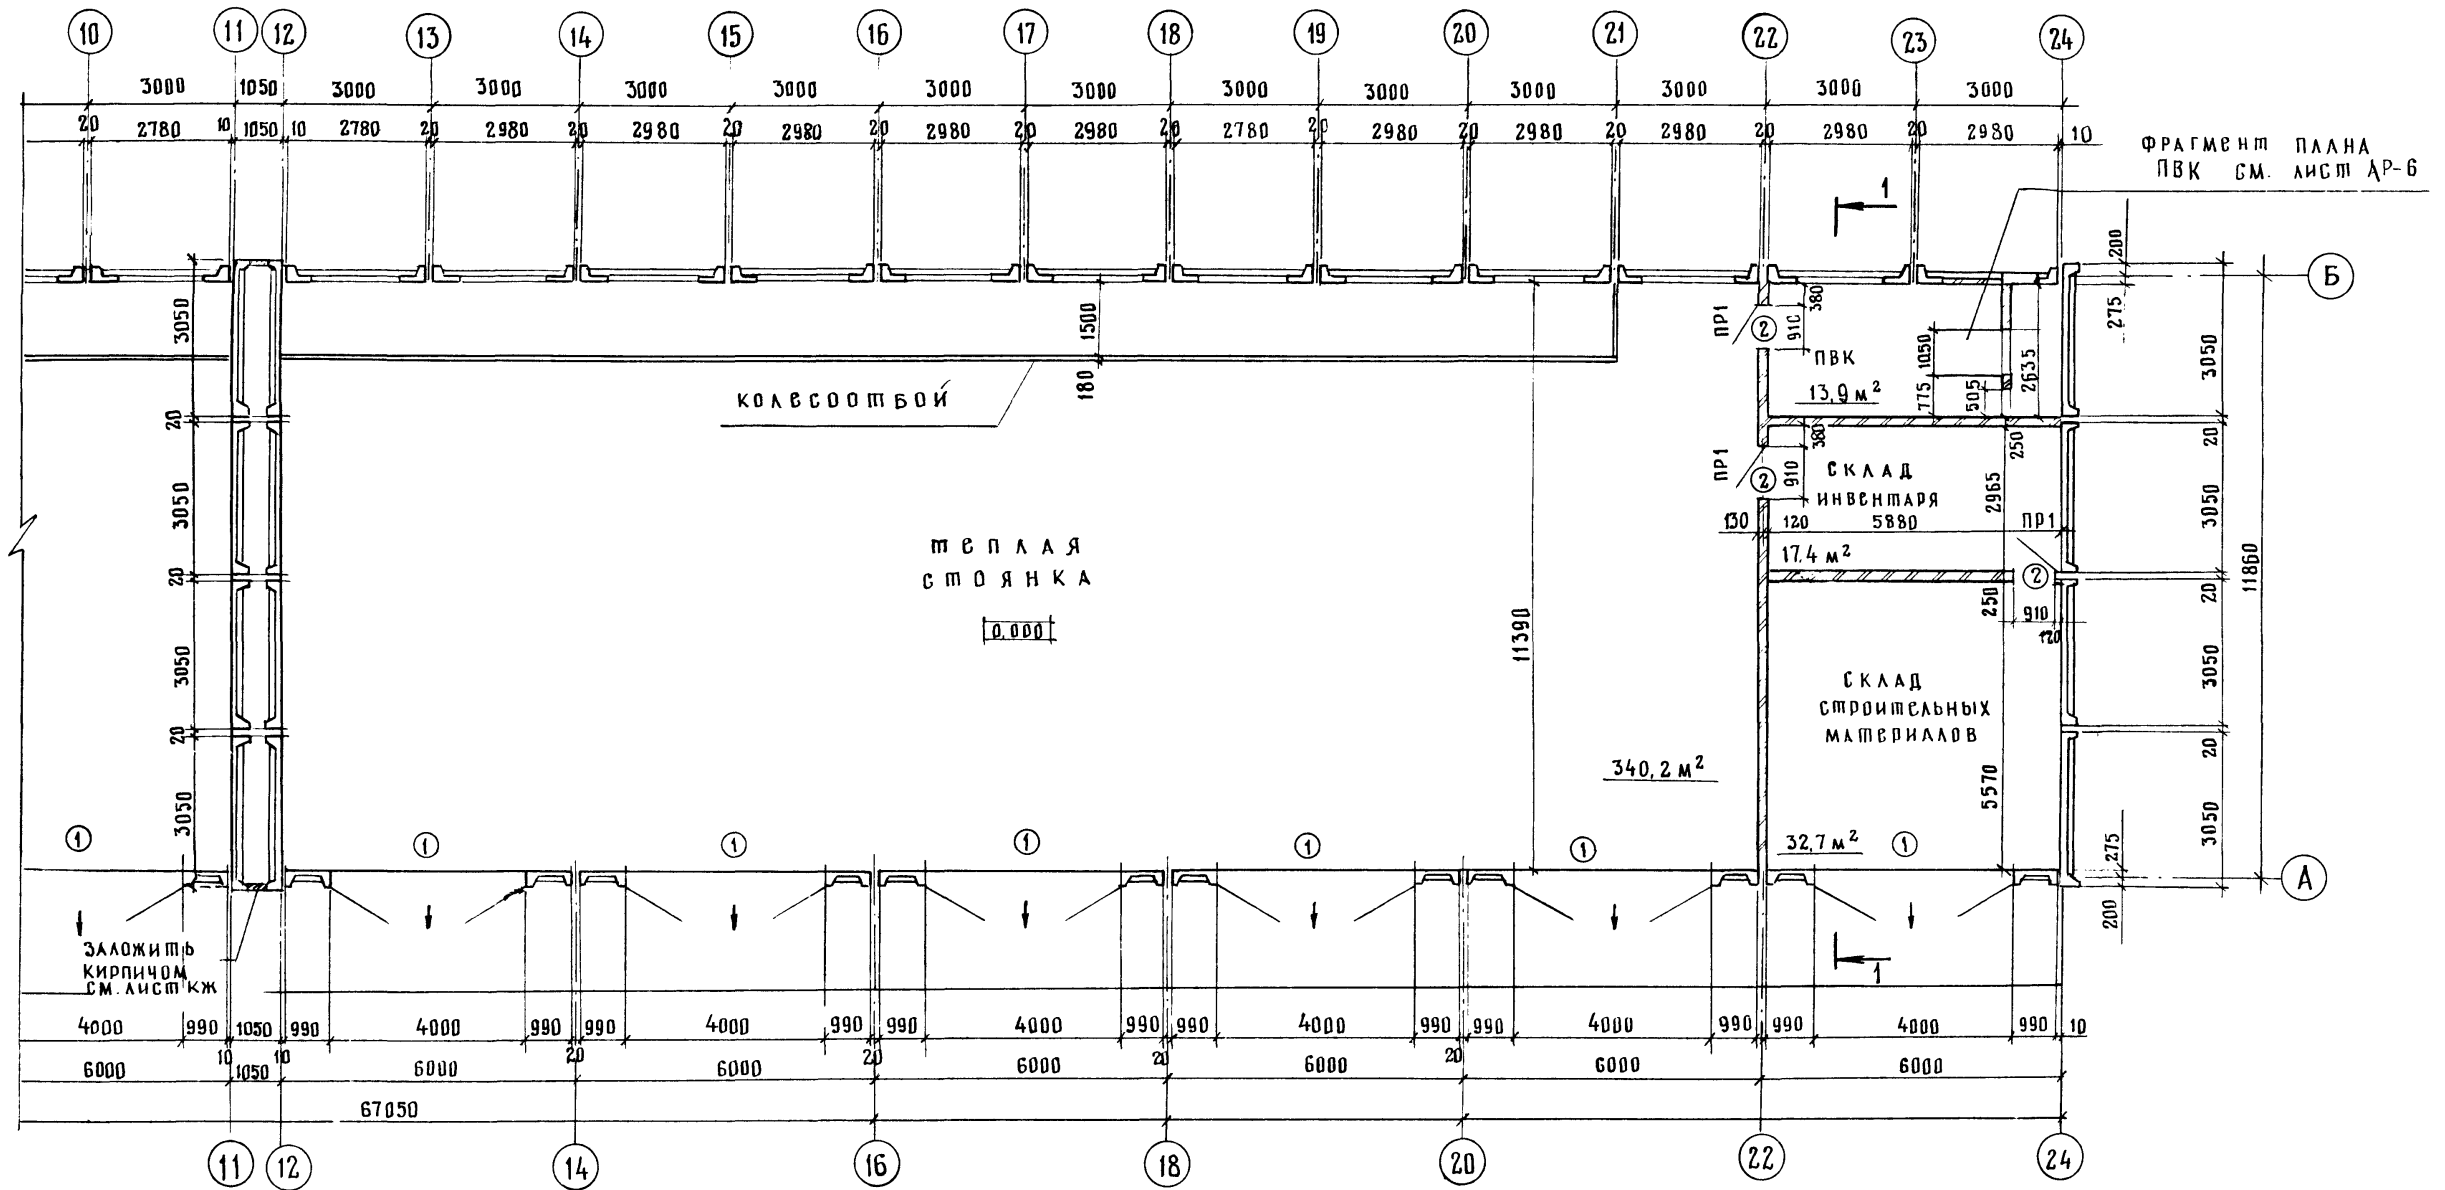 10 11 12 13 14 15 16 17 18 19 20 21 22 23 24
3000 1050 3000 3000 3000 3000 3000 3000 3000 3000 3000 3000 3000 3000
20 2780 10 1050 10 2780 20 2980 20 2980 20 2980 20 2980 20 2980 20 2780 20 2980 20 2980 20 2980 20 2980 20 2980 10
ФРАГМЕНТ ПЛАНА
ПВК СМ. ЛИСТ АР-6
1
200
Б
275
3050
1500
180
ПР1
380
2
910
ПВК
13,9 м²
1050
775
505
2635
3050
КОЛЕСООТБОЙ
20
ПР1
380
2
910
СКЛАД
ИНВЕНТАРЯ
250
2965
20
3050
3050
130 120 5880 ПР1
17.4 м²
ТЕПЛАЯ
СТОЯНКА
0,000
20
2
250
910
120
20
11860
11390
3050
3050
СКЛАД
СТРОИТЕЛЬНЫХ
МАТЕРИАЛОВ
20
20
340,2 м²
5570
3050
3050
1 1 1 1 1 1 1
32,7 м²
275
А
200
ЗАЛОЖИТЬ
КИРПИЧОМ
СМ. ЛИСТ КЖ
1
4000 990 1050 990 4000 990 990 4000 990 990 4000 990 990 4000 990 990 4000 990 990 4000 990 10
10 10 20 20 20 20
6000 1050 6000 6000 6000 6000 6000 6000
67050
11 12 14 16 18 20 22 24